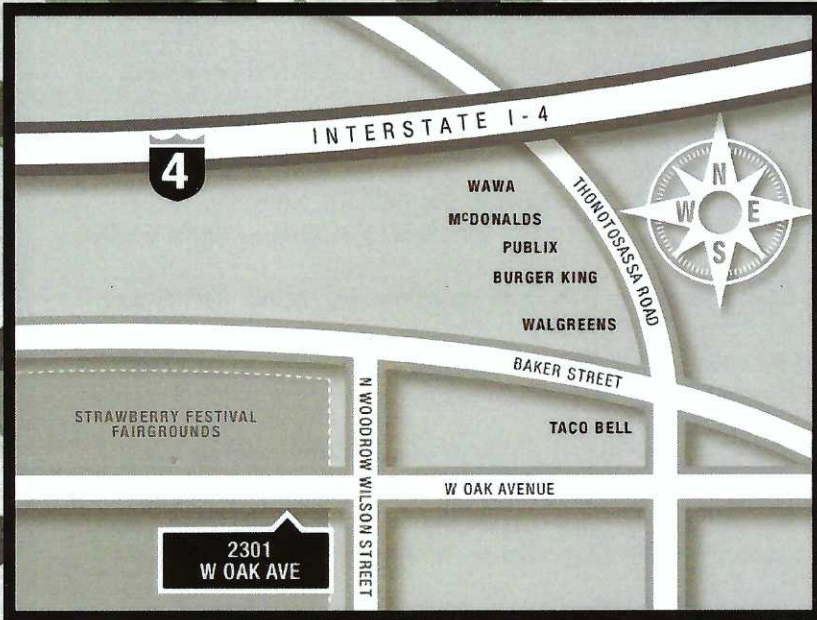 INTERSTATE I-4
4
WAWA
McDONALDS
PUBLIX
BURGER KING
WALGREENS
THONOTOSASSA ROAD
N
W E
S
BAKER STREET
STRAWBERRY FESTIVAL
FAIRGROUNDS
N WOODROW WILSON STREET
TACO BELL
W OAK AVENUE
2301
W OAK AVE